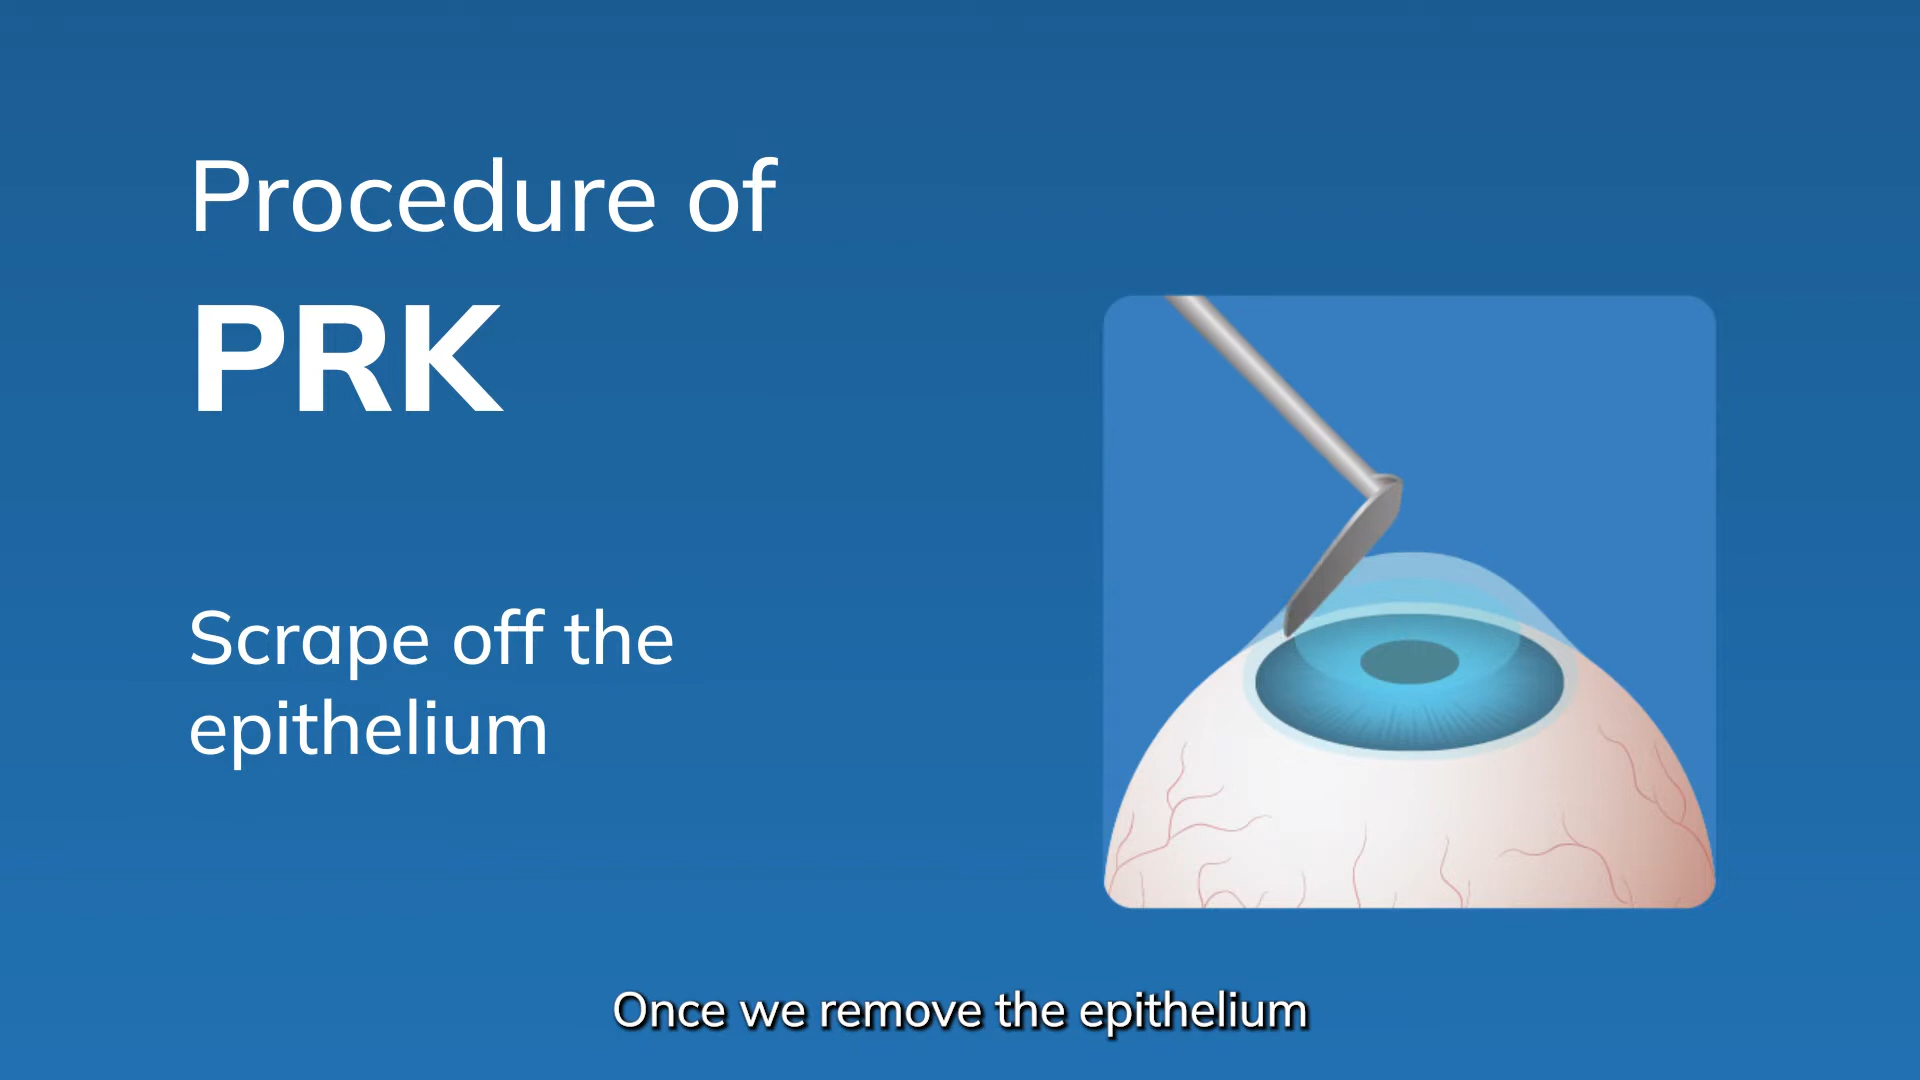 Procedure of
PRK
Scrape off the
epithelium
Once we remove the epithelium